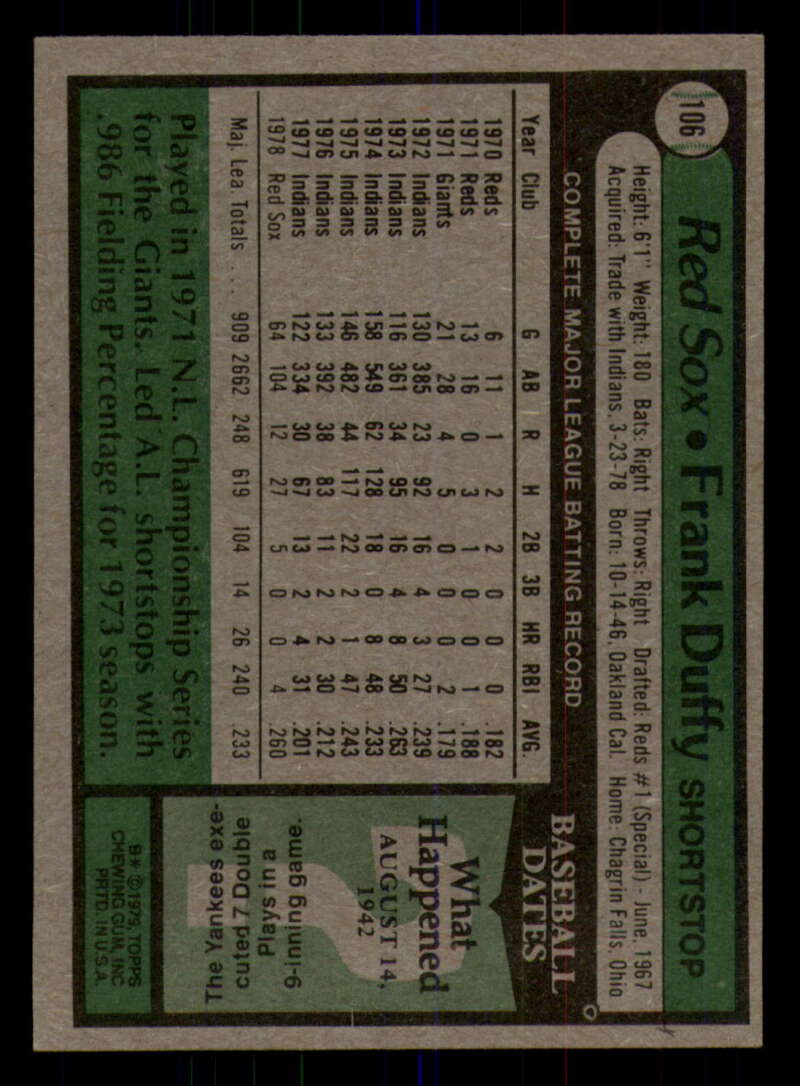 106
Red Sox • Frank Duffy SHORTSTOP
Height: 6'1" Weight: 180 Bats: Right Throws: Right Drafted: Reds #1 (Special) - June, 1967
Acquired: Trade with Indians, 3-23-78 Born: 10-14-46, Oakland Cal. Home: Chagrin Falls, Ohio
COMPLETE MAJOR LEAGUE BATTING RECORD
Year Club G AB R H 2B 3B HR RBI AVG.
1970 Reds 6 11 1 2 2 0 0 0 .182
1971 Reds 13 16 0 3 1 0 0 1 .188
1971 Giants 21 28 4 5 0 0 0 2 .179
1972 Indians 130 385 23 92 16 4 3 27 .239
1973 Indians 116 361 34 95 16 4 8 50 .263
1974 Indians 158 549 62 128 18 0 8 48 .233
1975 Indians 146 482 44 117 22 2 1 47 .243
1976 Indians 133 392 38 83 11 2 2 30 .212
1977 Indians 122 334 30 67 13 2 4 31 .201
1978 Red Sox 64 104 12 27 5 0 0 4 .260
Maj. Lea. Totals . . . 909 2662 248 619 104 14 26 240 .233
Played in 1971 N.L. Championship Series
for the Giants. Led A.L. shortstops with
.986 Fielding Percentage for 1973 season.
BASEBALL
DATES
What
Happened
AUGUST 14,
1942
The Yankees exe-
cuted 7 Double
Plays in a
9-inning game.
B* © 1979, TOPPS
CHEWING GUM, INC.
PRTD. IN U.S.A.